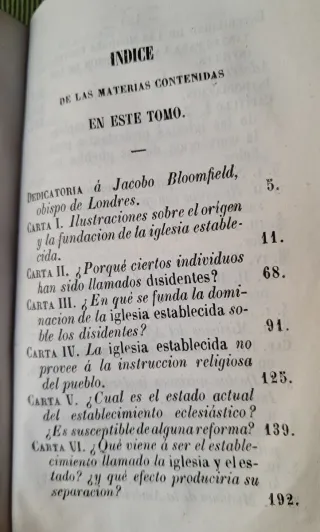 INDICE
DE LAS MATERIAS CONTENIDAS
EN ESTE TOMO.
DEDICATORIA á Jacobo Bloomfield,
obispo de Londres. 5.
CARTA I. Ilustraciones sobre el orígen
y la fundacion de la iglesia estable-
cida. 11.
CARTA II. ¿Porqué ciertos individuos
han sido llamados disidentes? 68.
CARTA III. ¿En qué se funda la domi-
nacion de la iglesia establecida so-
ble los disidentes? 91.
CARTA IV. La iglesia establecida no
provee á la instruccion religiosa
del pueblo. 125.
CARTA V. ¿Cual es el estado actual
del establecimiento eclesiástico?
¿Es susceptible de alguna reforma? 139.
CARTA VI. ¿Qué viene á ser el estable-
cimiento llamado la iglesia y el es-
tado? ¿y qué efecto produciria su
separacion? 192.